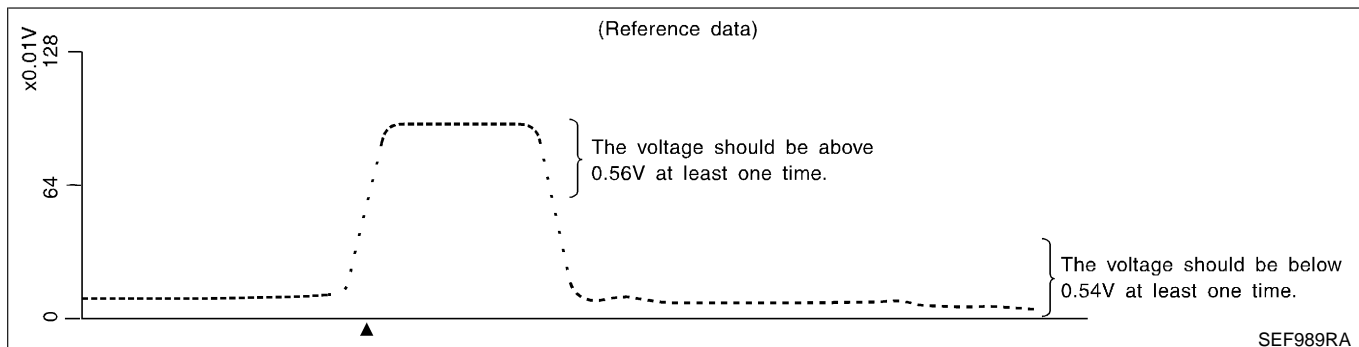 (Reference data)
x0.01V
128
The voltage should be above
0.56V at least one time.
64
The voltage should be below
0.54V at least one time.
0
SEF989RA